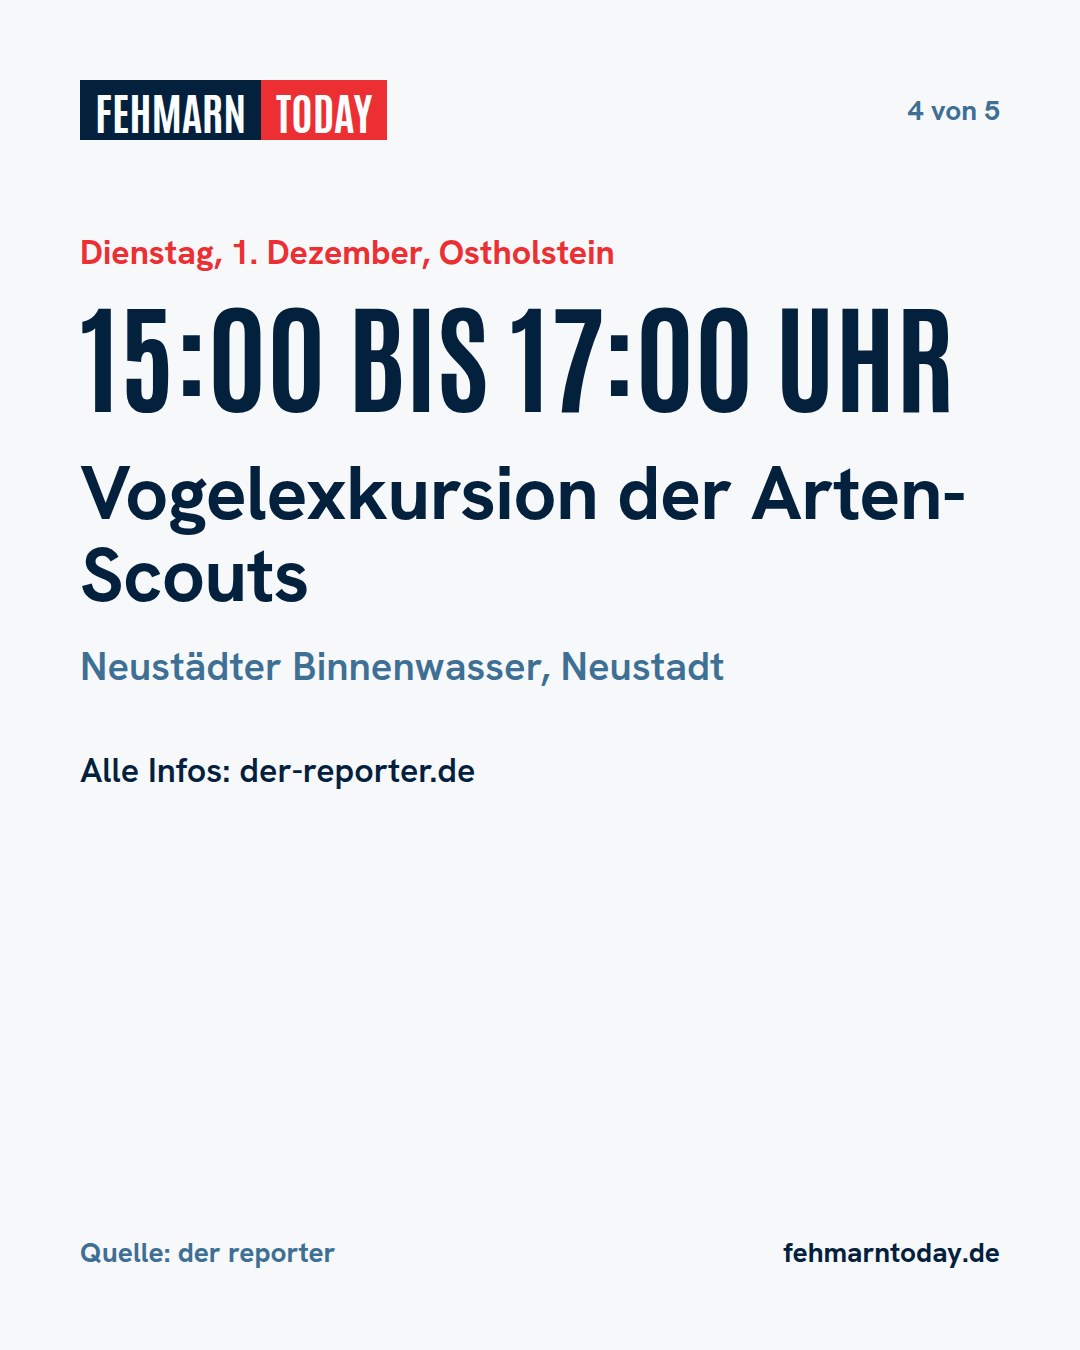 FEHMARN TODAY
4 von 5
Dienstag, 1. Dezember, Ostholstein
15:00 BIS 17:00 UHR
Vogelexkursion der Arten-
Scouts
Neustädter Binnenwasser, Neustadt
Alle Infos: der-reporter.de
Quelle: der reporter
fehmarntoday.de